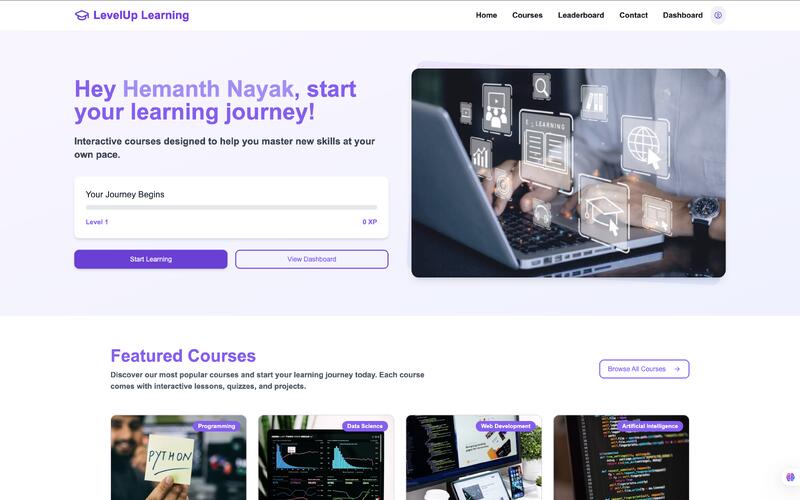 LevelUp Learning
Home
Courses
Leaderboard
Contact
Dashboard
Hey Hemanth Nayak, start
your learning journey!
Interactive courses designed to help you master new skills at your
own pace.
Your Journey Begins
Level 1
0 XP
Start Learning
View Dashboard
E-LEARNING
Featured Courses
Discover our most popular courses and start your learning journey today. Each course
comes with interactive lessons, quizzes, and projects.
Browse All Courses
Programming
Data Science
Web Development
Artificial Intelligence
PYTHON